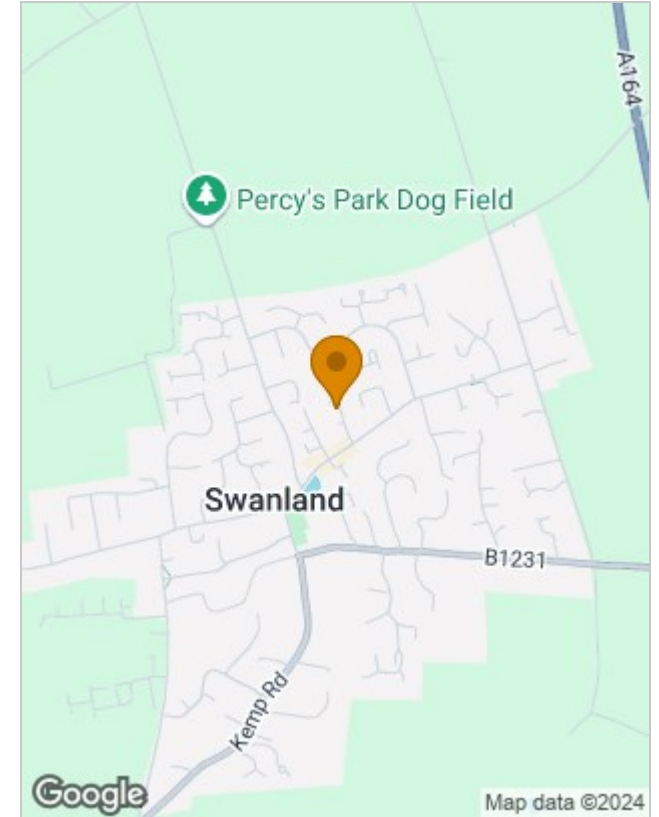 A164
Percy's Park Dog Field
Swanland
B1231
Kemp Rd
Google
Map data ©2024